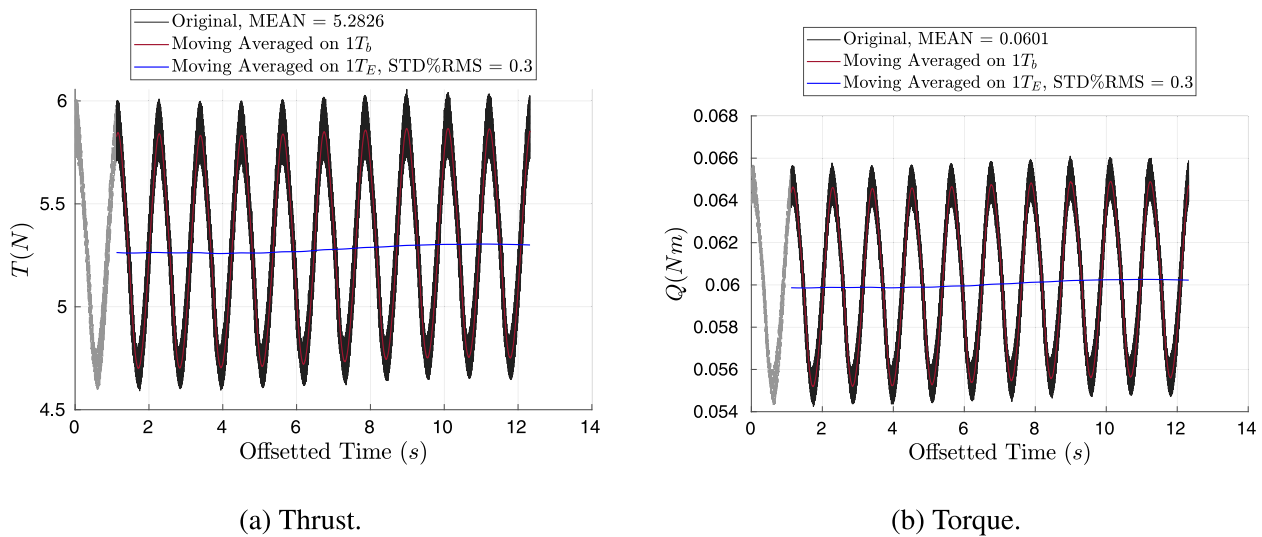 Original, MEAN = 5.2826
Moving Averaged on 1T_b
Moving Averaged on 1T_E, STD%RMS = 0.3
6
5.5
5
4.5
T(N)
0 2 4 6 8 10 12 14
Offsetted Time (s)
(a) Thrust.
Original, MEAN = 0.0601
Moving Averaged on 1T_b
Moving Averaged on 1T_E, STD%RMS = 0.3
0.068
0.066
0.064
0.062
0.06
0.058
0.056
0.054
Q(Nm)
0 2 4 6 8 10 12 14
Offsetted Time (s)
(b) Torque.